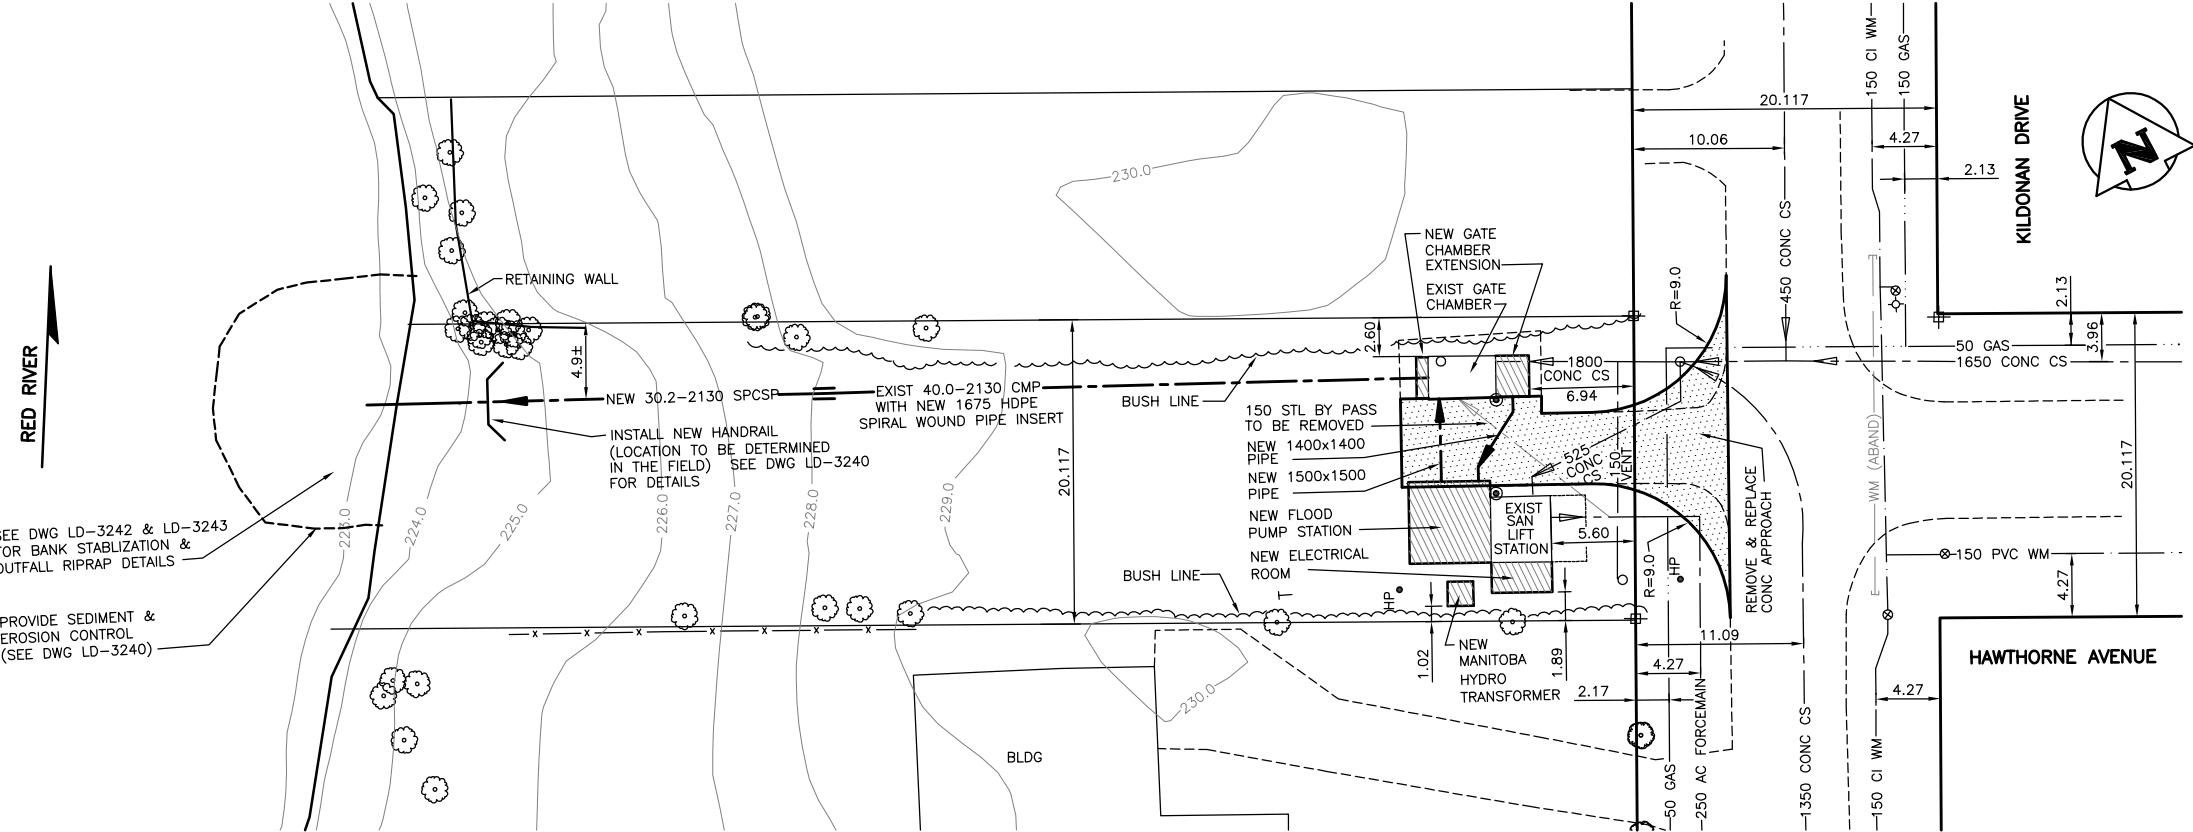 150 CI WM
150 GAS
20.117
10.06
4.27
2.13
KILDONAN DRIVE
N
230.0
450 CONC CS
NEW GATE
CHAMBER
EXTENSION
EXIST GATE
CHAMBER
R=9.0
2.13
3.96
RETAINING WALL
RED RIVER
4.9±
2.60
50 GAS
1650 CONC CS
1800
CONC CS
6.94
NEW 30.2-2130 SPCSP
EXIST 40.0-2130 CMP
WITH NEW 1675 HDPE
SPIRAL WOUND PIPE INSERT
BUSH LINE
150 STL BY PASS
TO BE REMOVED
NEW 1400x1400
PIPE
NEW 1500x1500
PIPE
NEW FLOOD
PUMP STATION
NEW ELECTRICAL
ROOM
INSTALL NEW HANDRAIL
(LOCATION TO BE DETERMINED
IN THE FIELD) SEE DWG LD-3240
FOR DETAILS
20.117
525
CONC
CS
150
VENT
WM (ABAND)
20.117
223.0
224.0
225.0
226.0
227.0
228.0
229.0
SEE DWG LD-3242 & LD-3243
FOR BANK STABLIZATION &
OUTFALL RIPRAP DETAILS
EXIST
SAN
LIFT
STATION
5.60
R=9.0
HP
REMOVE & REPLACE
CONC APPROACH
150 PVC WM
4.27
BUSH LINE
T
HP
PROVIDE SEDIMENT &
EROSION CONTROL
(SEE DWG LD-3240)
x x x x x x x
1.02
NEW
MANITOBA
HYDRO
TRANSFORMER
1.89
11.09
4.27
2.17
4.27
HAWTHORNE AVENUE
230.0
BLDG
50 GAS
250 AC FORCEMAIN
1350 CONC CS
150 CI WM